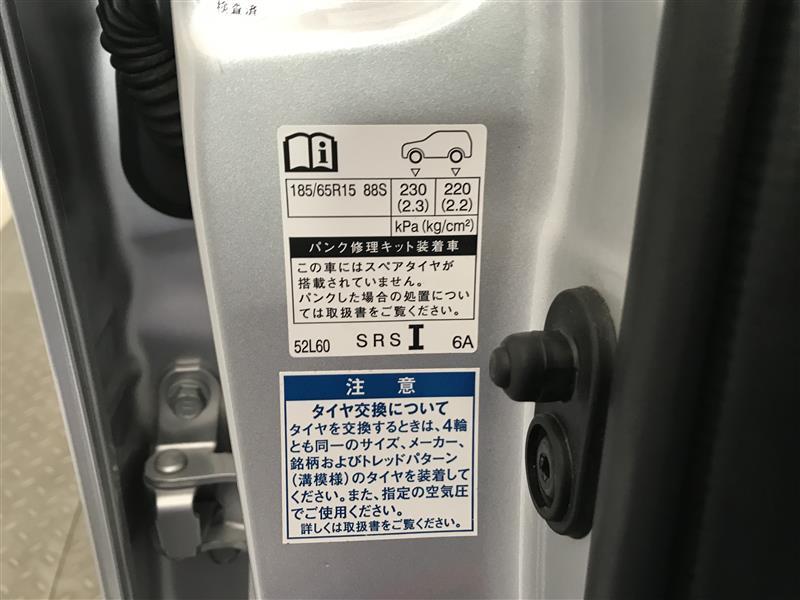 検査済
185/65R15 88S 230 220
(2.3) (2.2)
kPa(kg/cm²)
パンク修理キット装着車
この車にはスペアタイヤが
搭載されていません。
パンクした場合の処置につい
ては取扱書をご覧ください。
52L60 SRS I 6A
注意
タイヤ交換について
タイヤを交換するときは、4輪
とも同一のサイズ、メーカー、
銘柄およびトレッドパターン
(溝模様)のタイヤを装着して
ください。また、指定の空気圧
でご使用ください。
詳しくは取扱書をご覧ください。